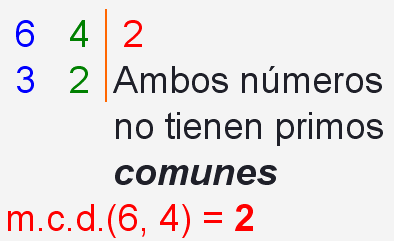 6 4 2
3 2 Ambos números
no tienen primos
comunes
m.c.d.(6, 4) = 2